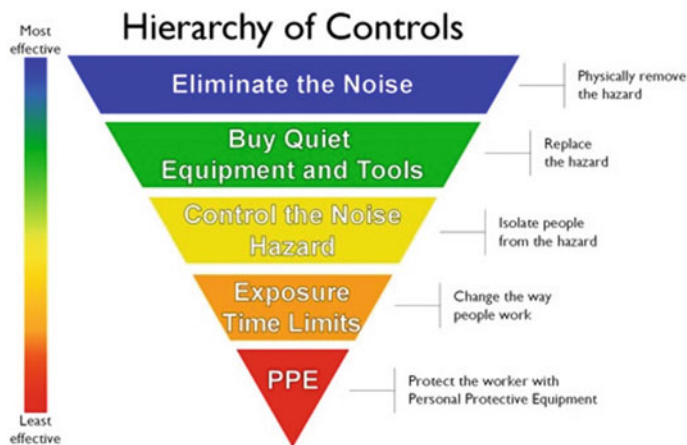 Most
effective
Hierarchy of Controls
Eliminate the Noise
Physically remove
the hazard
Buy Quiet
Equipment and Tools
Replace
the hazard
Control the Noise
Hazard
Isolate people
from the hazard
Exposure
Time Limits
Change the way
people work
PPE
Protect the worker with
Personal Protective Equipment
Least
effective